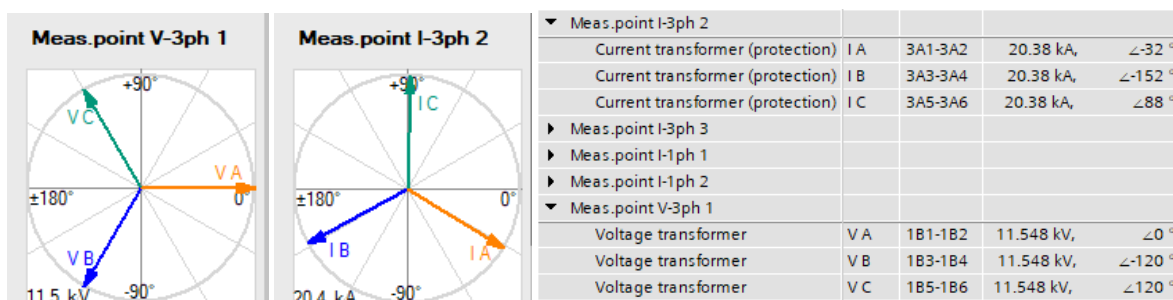 Meas.point V-3ph 1
+90°
V C
V A
±180°
0°
V B
11.5 kV
-90°
Meas.point I-3ph 2
+90°
I C
±180°
0°
I B
I A
20.4 kA
-90°
Meas.point I-3ph 2
Current transformer (protection) I A 3A1-3A2 20.38 kA, ∠-32 °
Current transformer (protection) I B 3A3-3A4 20.38 kA, ∠-152 °
Current transformer (protection) I C 3A5-3A6 20.38 kA, ∠88 °
Meas.point I-3ph 3
Meas.point I-1ph 1
Meas.point I-1ph 2
Meas.point V-3ph 1
Voltage transformer V A 1B1-1B2 11.548 kV, ∠0 °
Voltage transformer V B 1B3-1B4 11.548 kV, ∠-120 °
Voltage transformer V C 1B5-1B6 11.548 kV, ∠120 °